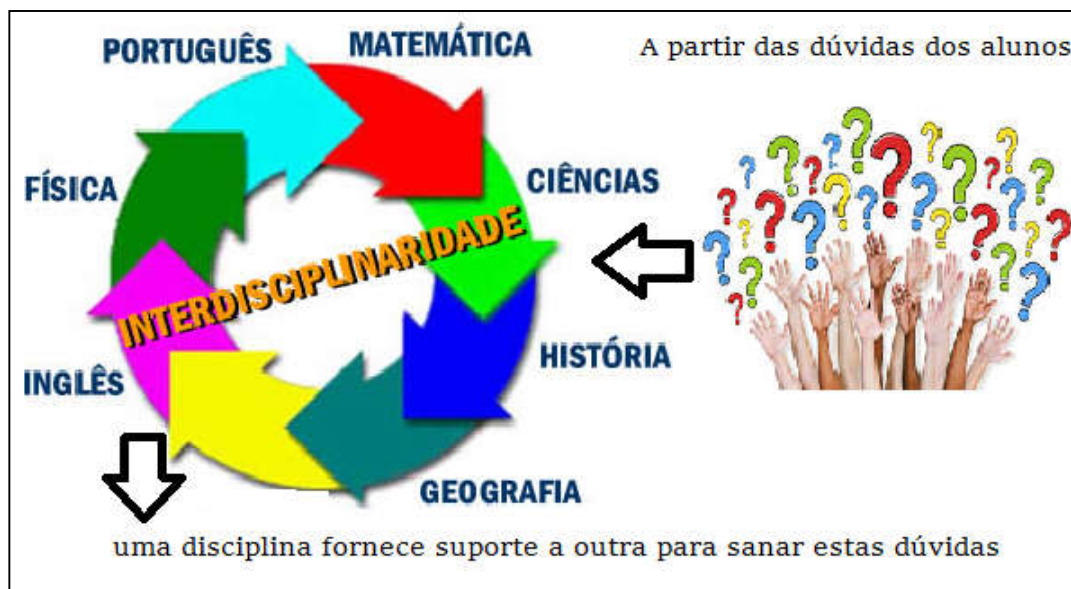 PORTUGUÊS
MATEMÁTICA
A partir das dúvidas dos alunos
FÍSICA
CIÊNCIAS
INTERDISCIPLINARIDADE
HISTÓRIA
INGLÊS
GEOGRAFIA
uma disciplina fornece suporte a outra para sanar estas dúvidas